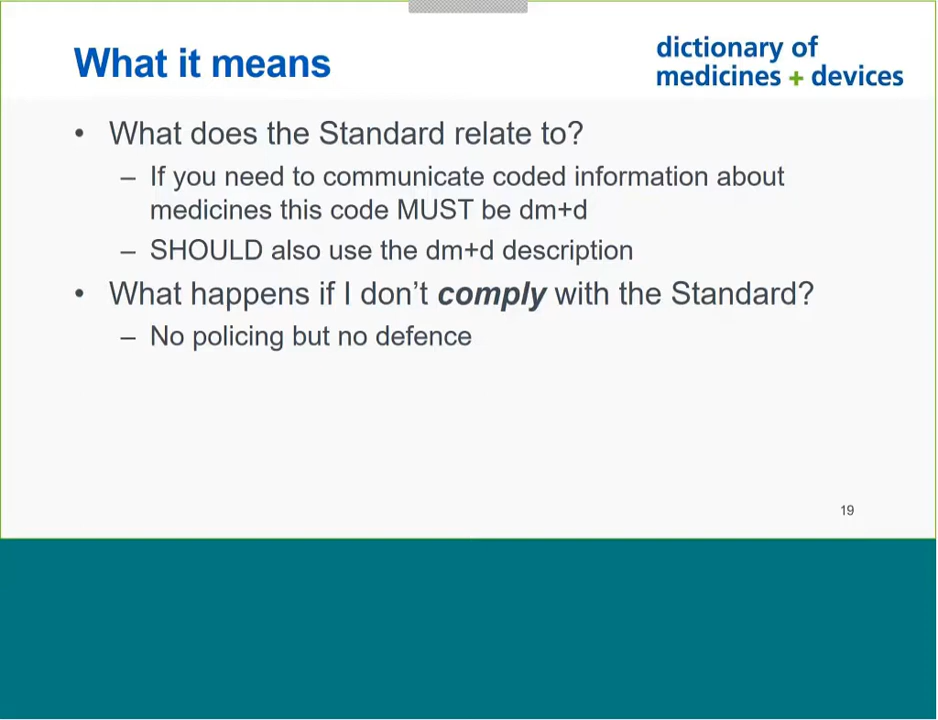 What it means
dictionary of
medicines + devices
• What does the Standard relate to?
– If you need to communicate coded information about
medicines this code MUST be dm+d
– SHOULD also use the dm+d description
• What happens if I don’t comply with the Standard?
– No policing but no defence
19